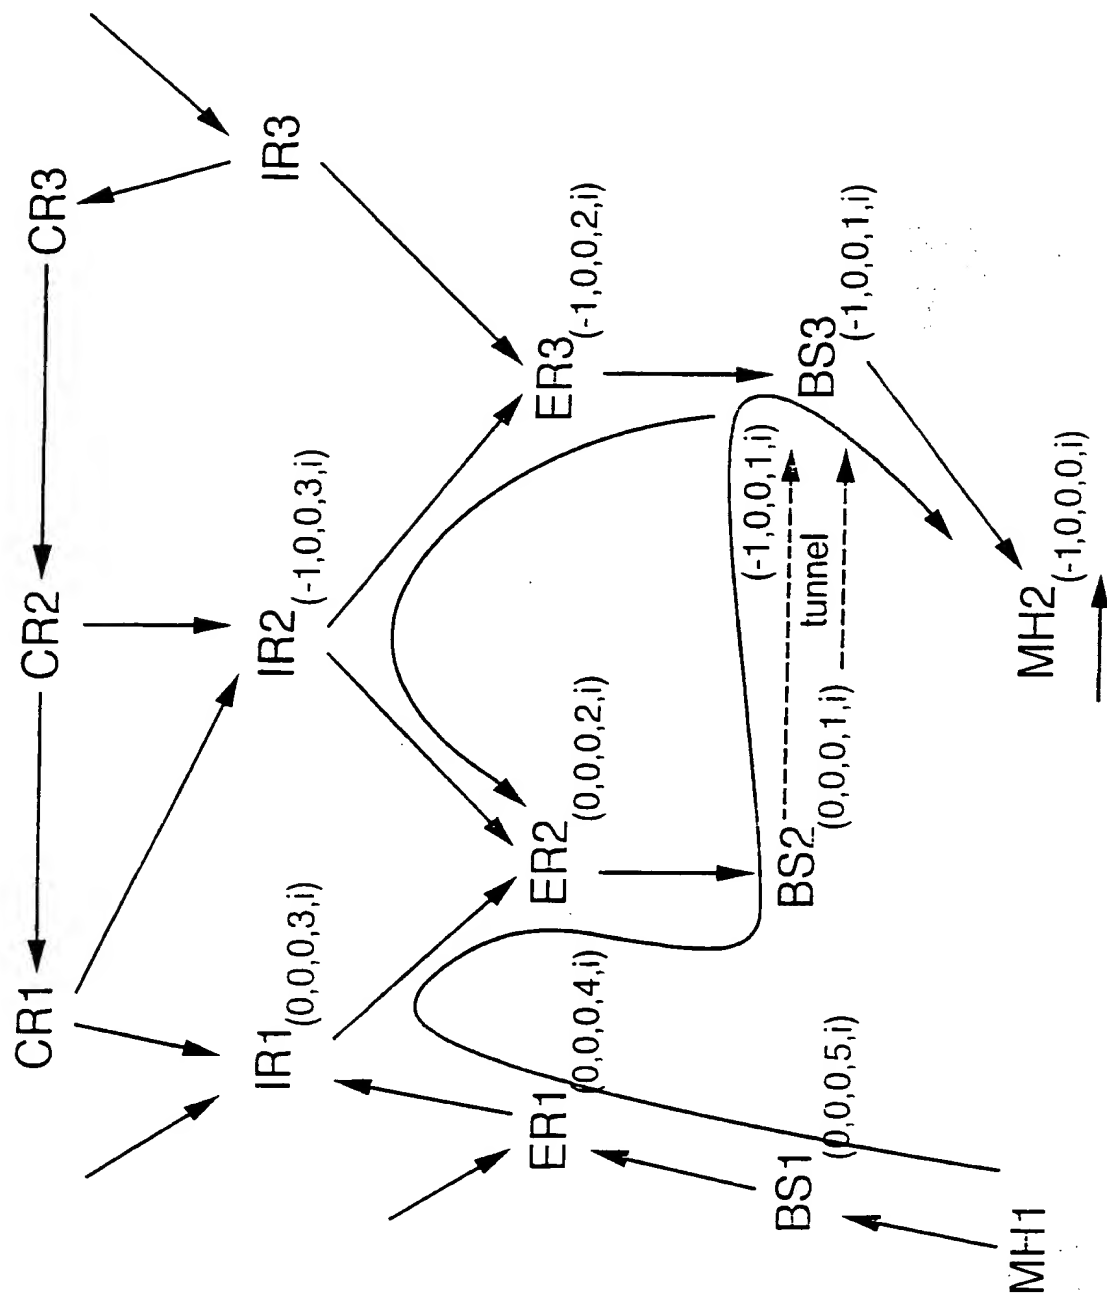 CR1
CR2
CR3
IR1 (0,0,0,3,i)
IR2 (-1,0,0,3,i)
IR3
ER1 (0,0,0,4,i)
ER2 (0,0,0,2,i)
ER3 (-1,0,0,2,i)
BS1 (0,0,0,5,i)
BS2 (0,0,0,1,i)
tunnel
(-1,0,0,1,i)
BS3 (-1,0,0,1,i)
MH1
MH2 (-1,0,0,0,i)